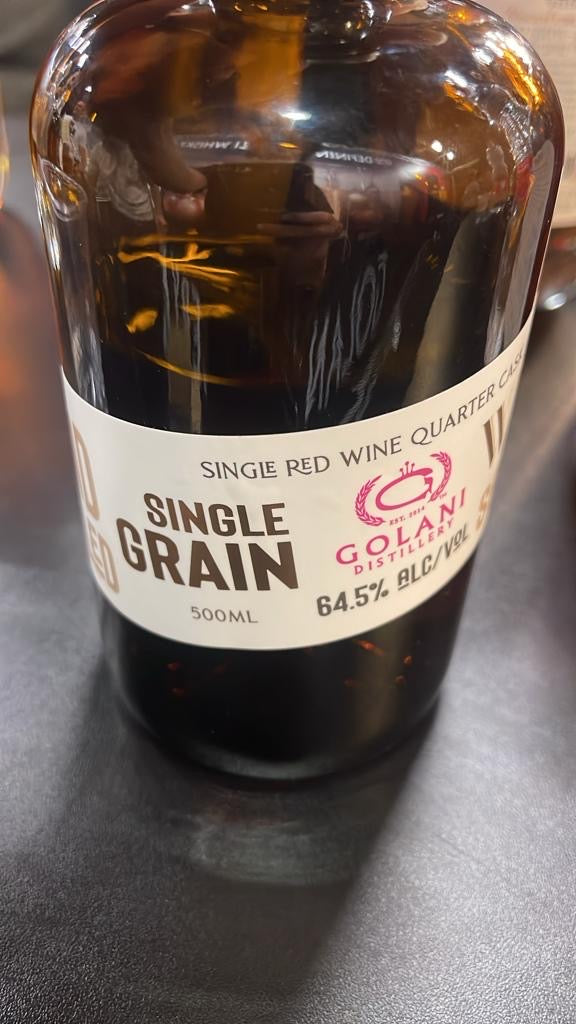 SINGLE RED WINE QUARTER CASK
SINGLE
GRAIN
500ML
EST. 2014
GOLANI
DISTILLERY
64.5% ALC/VOL